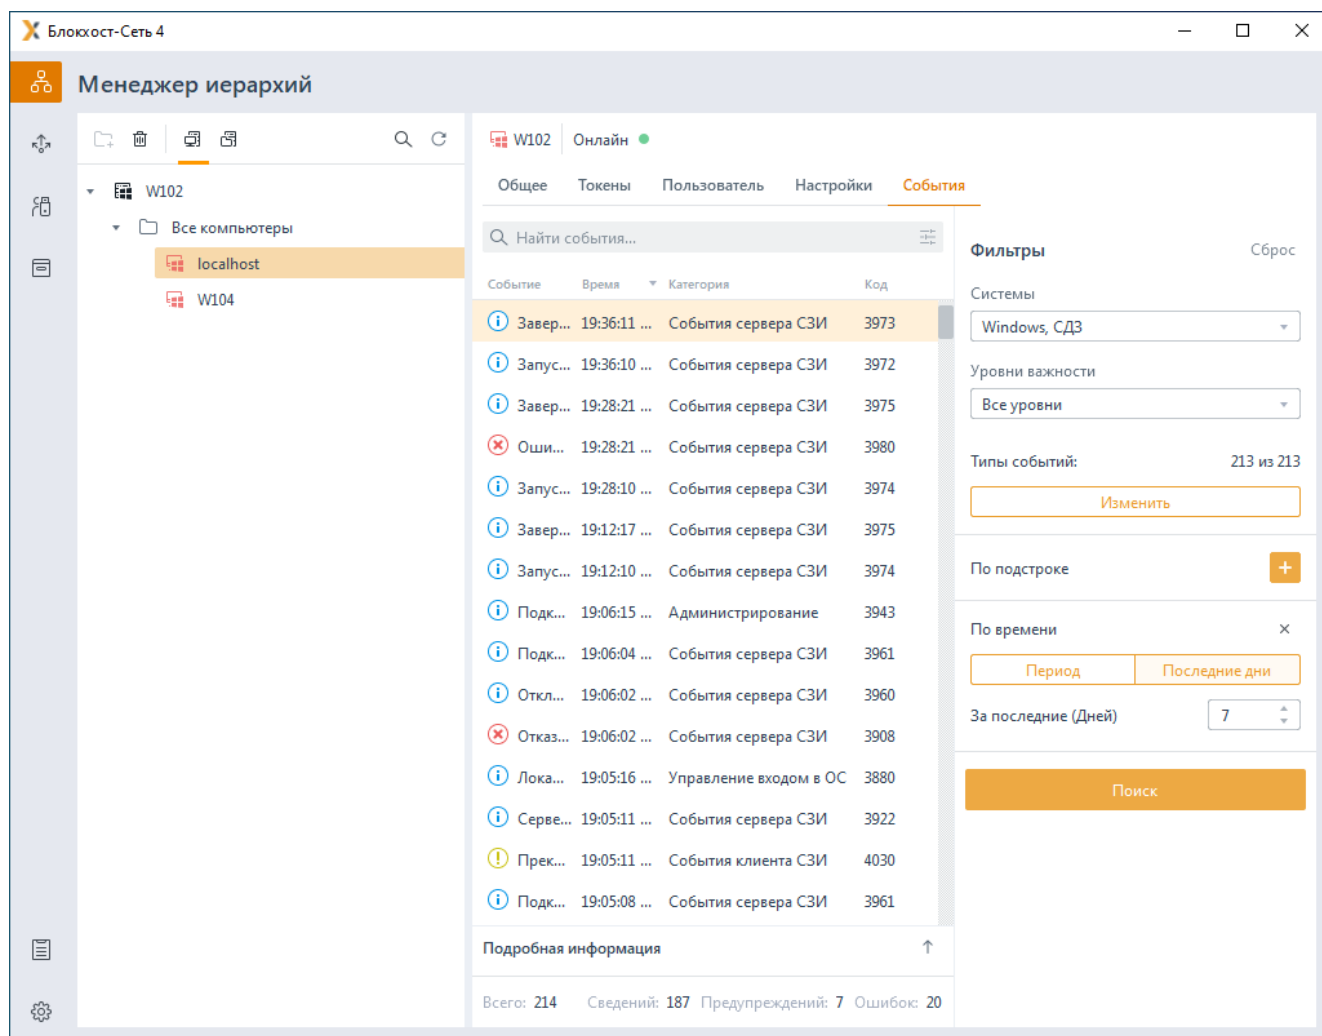 Блокхост-Сеть 4
Менеджер иерархий
W102
Все компьютеры
localhost
W104
W102 Онлайн
Общее Токены Пользователь Настройки События
Найти события...
Событие Время Категория Код
Завер... 19:36:11 ... События сервера СЗИ 3973
Запус... 19:36:10 ... События сервера СЗИ 3972
Завер... 19:28:21 ... События сервера СЗИ 3975
Оши... 19:28:21 ... События сервера СЗИ 3980
Запус... 19:28:10 ... События сервера СЗИ 3974
Завер... 19:12:17 ... События сервера СЗИ 3975
Запус... 19:12:10 ... События сервера СЗИ 3974
Подк... 19:06:15 ... Администрирование 3943
Подк... 19:06:04 ... События сервера СЗИ 3961
Откл... 19:06:02 ... События сервера СЗИ 3960
Отказ... 19:06:02 ... События сервера СЗИ 3908
Лока... 19:05:16 ... Управление входом в ОС 3880
Серве... 19:05:11 ... События сервера СЗИ 3922
Прек... 19:05:11 ... События клиента СЗИ 4030
Подк... 19:05:08 ... События сервера СЗИ 3961
Подробная информация
Всего: 214 Сведений: 187 Предупреждений: 7 Ошибок: 20
Фильтры Сброс
Системы
Windows, СДЗ
Уровни важности
Все уровни
Типы событий: 213 из 213
Изменить
По подстроке
По времени
Период Последние дни
За последние (Дней) 7
Поиск